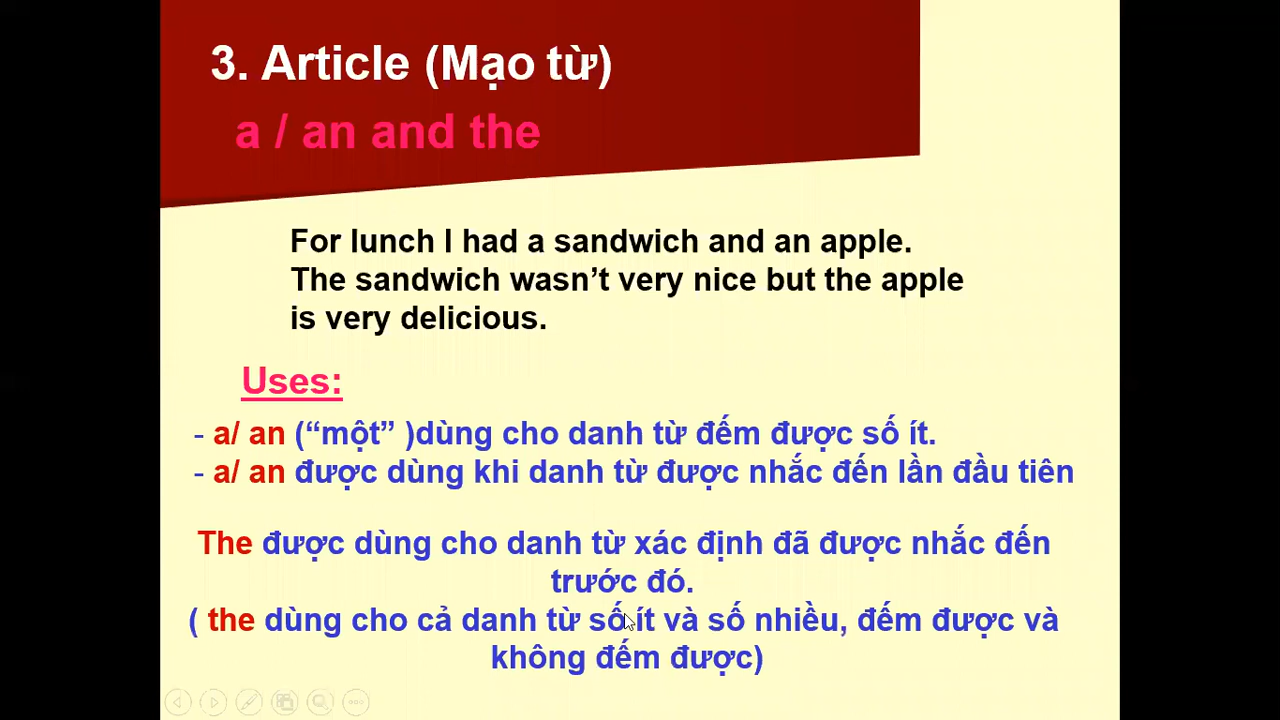 3. Article (Mạo từ)
a / an and the
For lunch I had a sandwich and an apple.
The sandwich wasn’t very nice but the apple
is very delicious.
Uses:
- a/ an (“một” )dùng cho danh từ đếm được số ít.
- a/ an được dùng khi danh từ được nhắc đến lần đầu tiên
The được dùng cho danh từ xác định đã được nhắc đến
trước đó.
( the dùng cho cả danh từ số ít và số nhiều, đếm được và
không đếm được)